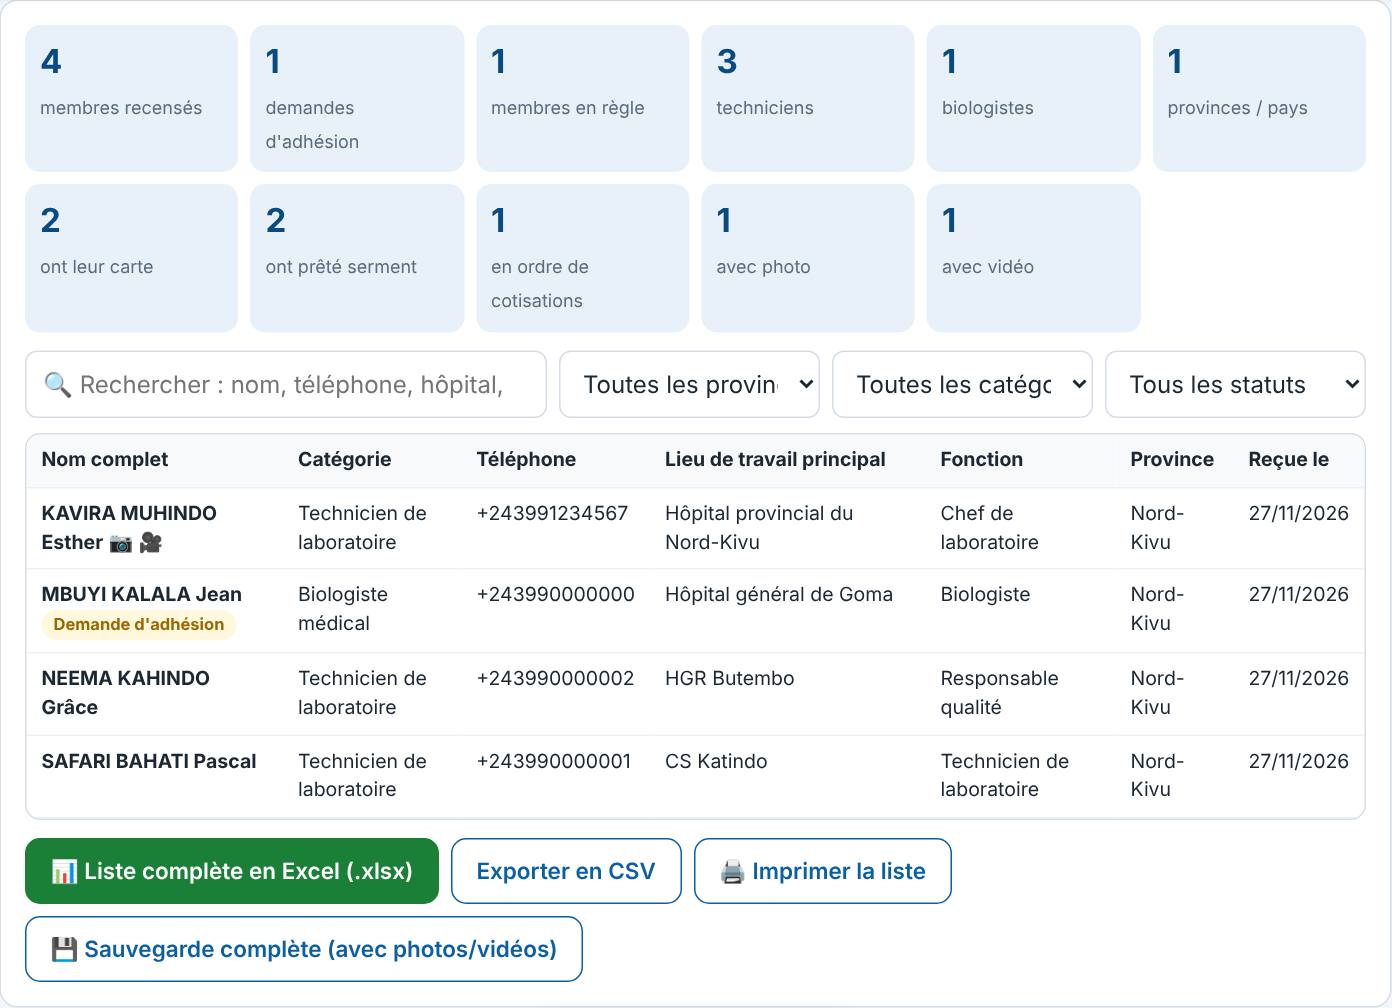 4
membres recensés
1
demandes
d'adhésion
1
membres en règle
3
techniciens
1
biologistes
1
provinces / pays
2
ont leur carte
2
ont prêté serment
1
en ordre de
cotisations
1
avec photo
1
avec vidéo
Rechercher : nom, téléphone, hôpital,
Toutes les provin
Toutes les catégo
Tous les statuts
Nom complet Catégorie Téléphone Lieu de travail principal Fonction Province Reçue le
KAVIRA MUHINDO Technicien de +243991234567 Hôpital provincial du Chef de Nord- 27/11/2026
Esther laboratoire Nord-Kivu laboratoire Kivu
MBUYI KALALA Jean Biologiste +243990000000 Hôpital général de Goma Biologiste Nord- 27/11/2026
Demande d'adhésion médical Kivu
NEEMA KAHINDO Technicien de +243990000002 HGR Butembo Responsable Nord- 27/11/2026
Grâce laboratoire qualité Kivu
SAFARI BAHATI Pascal Technicien de +243990000001 CS Katindo Technicien de Nord- 27/11/2026
laboratoire laboratoire Kivu
Liste complète en Excel (.xlsx)
Exporter en CSV
Imprimer la liste
Sauvegarde complète (avec photos/vidéos)